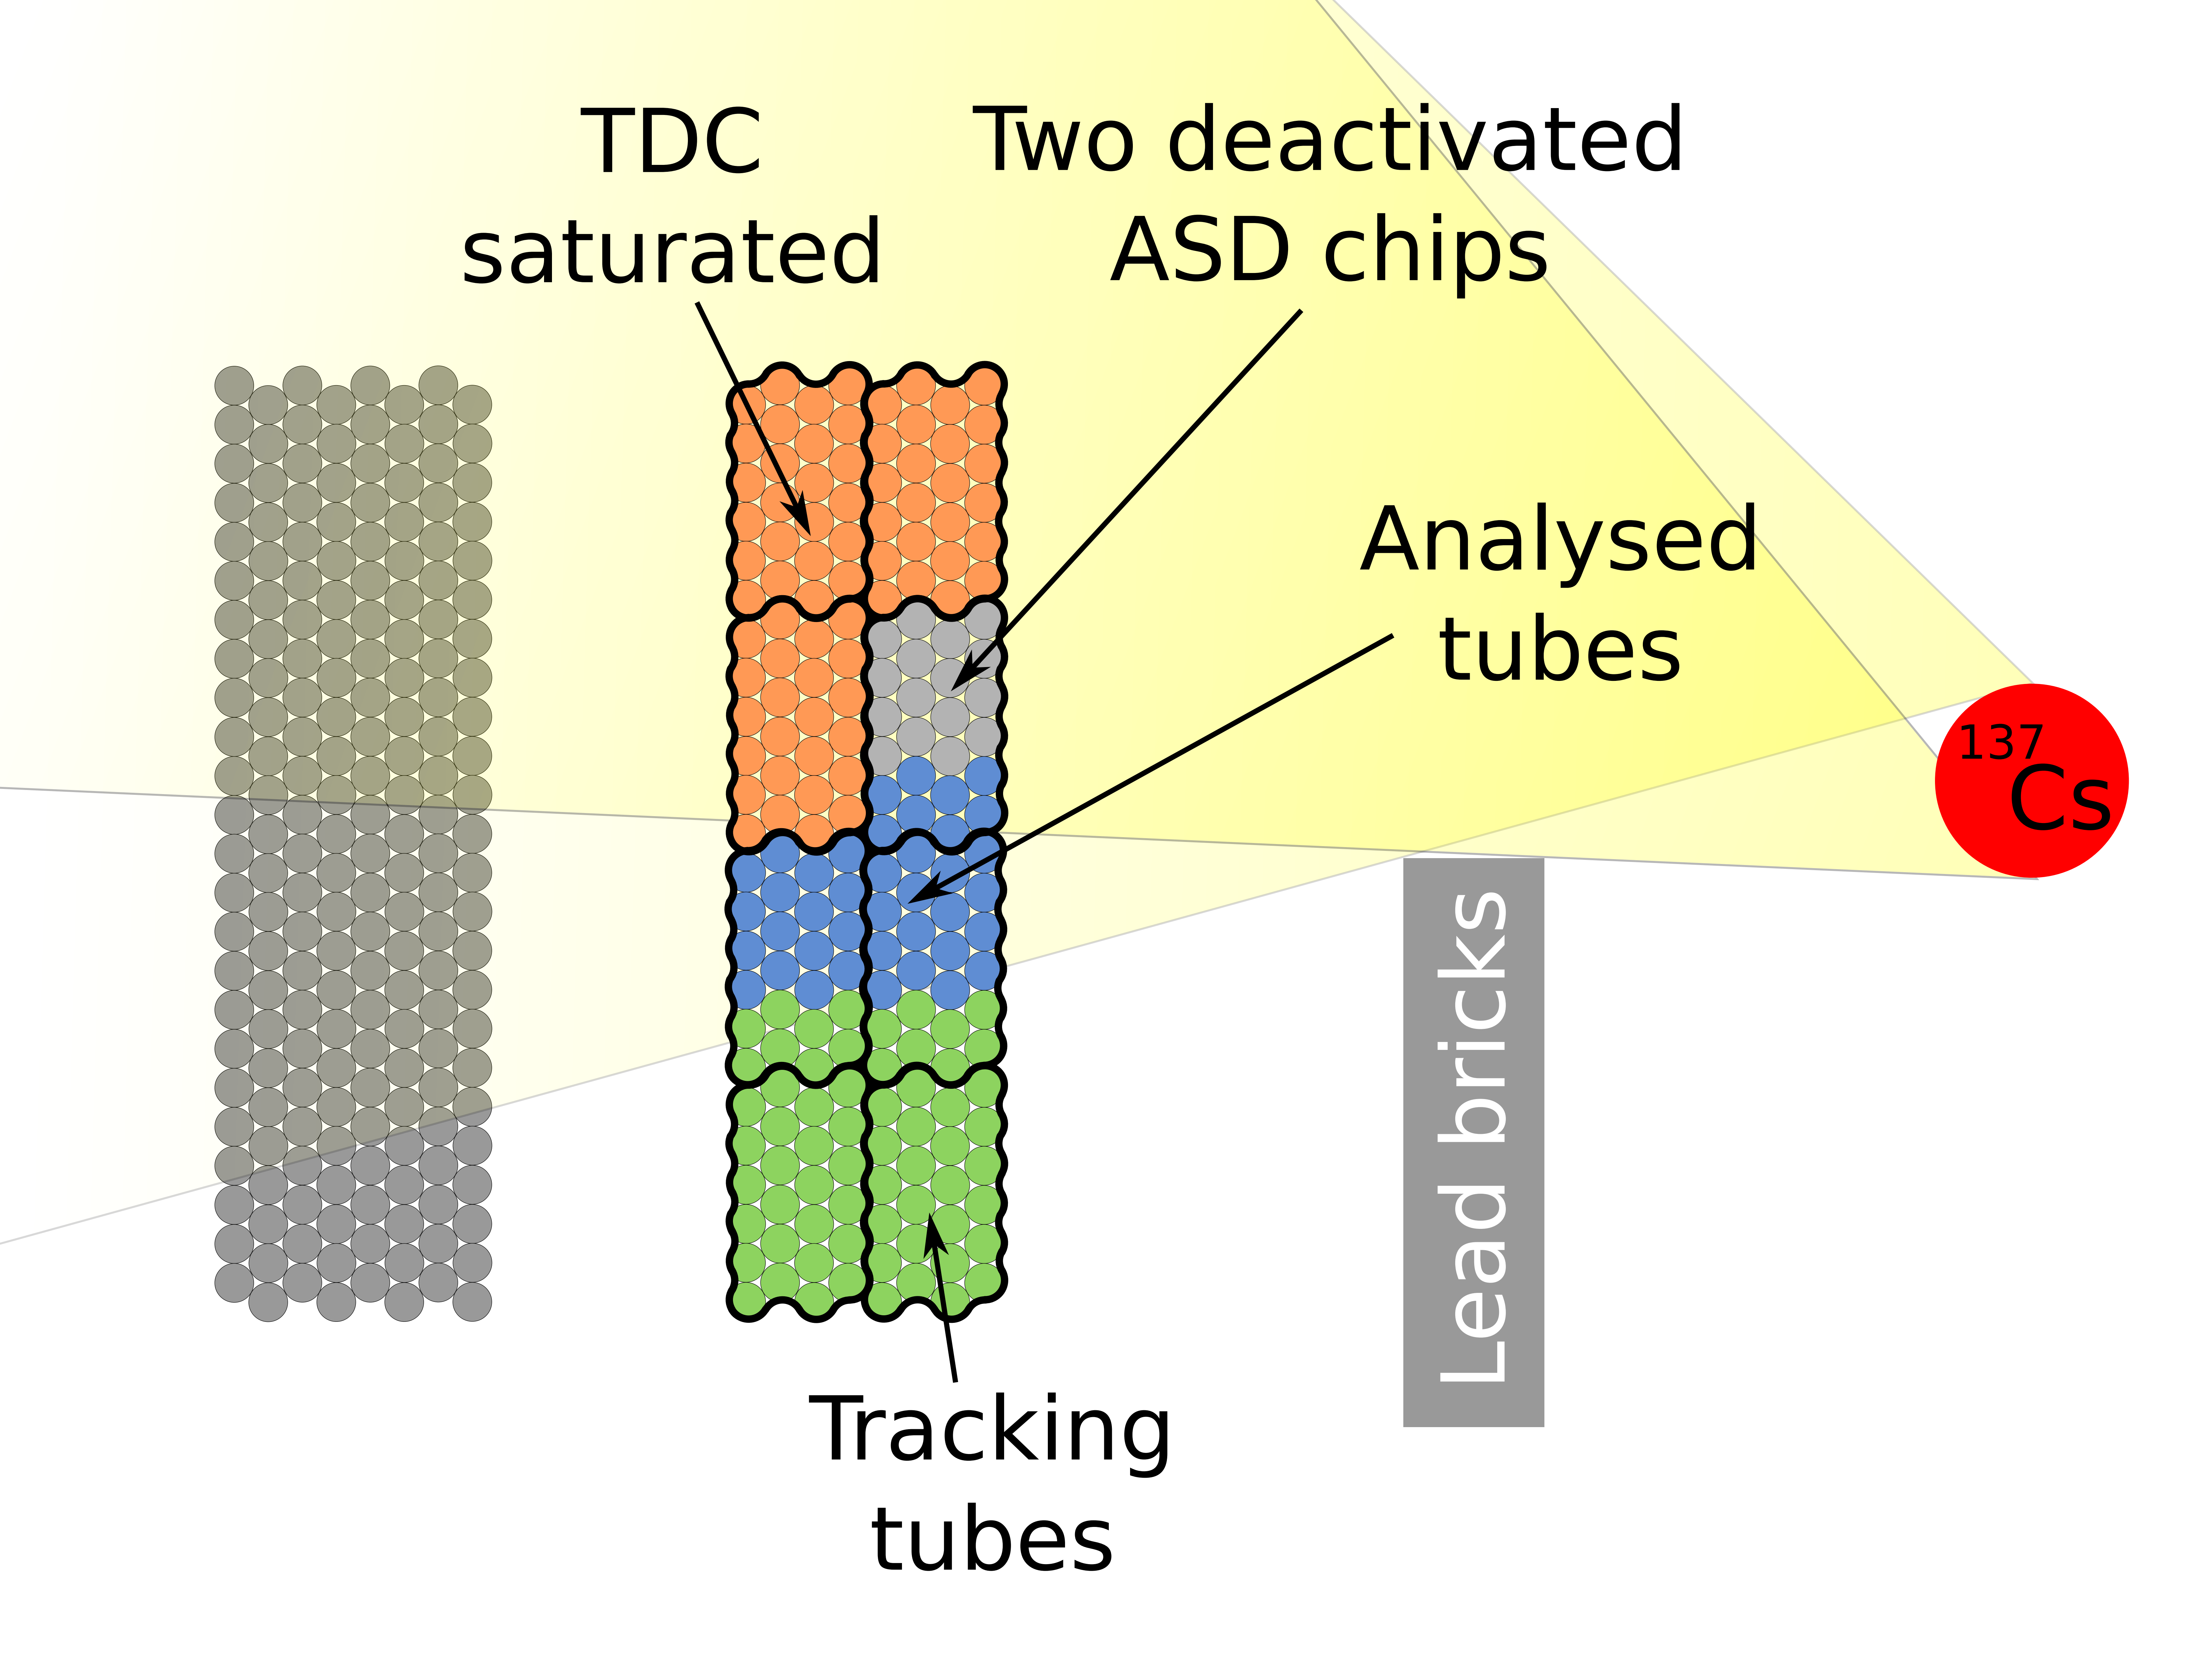 TDC
saturated
Two deactivated
ASD chips
Analysed
tubes
137
Cs
Lead bricks
Tracking
tubes